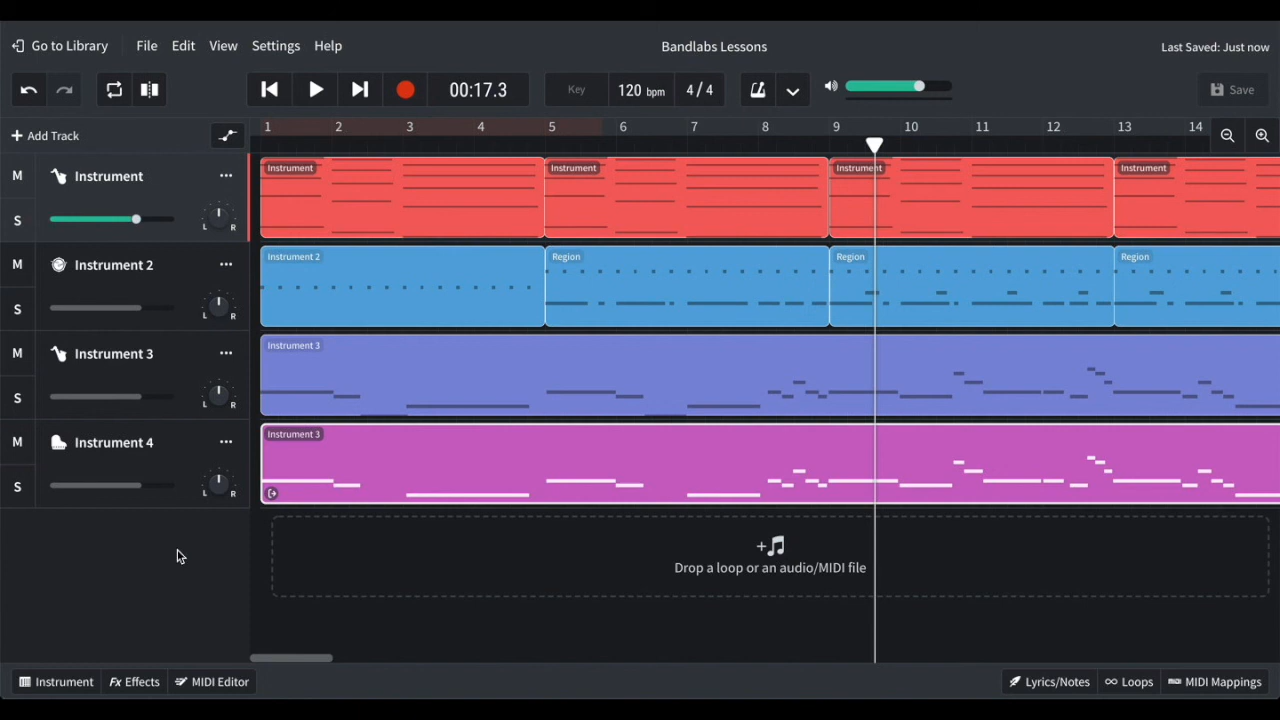 Go to Library File Edit View Settings Help Bandlabs Lessons Last Saved: Just now
00:17.3 Key 120 bpm 4/4 Save
+ Add Track 1 2 3 4 5 6 7 8 9 10 11 12 13 14
M Instrument ...
S L R
Instrument Instrument Instrument Instrument
M Instrument 2 ...
S L R
Instrument 2 Region Region Region
M Instrument 3 ...
S L R
Instrument 3
M Instrument 4 ...
S L R
Instrument 3
Drop a loop or an audio/MIDI file
Instrument Fx Effects MIDI Editor Lyrics/Notes Loops MIDI Mappings